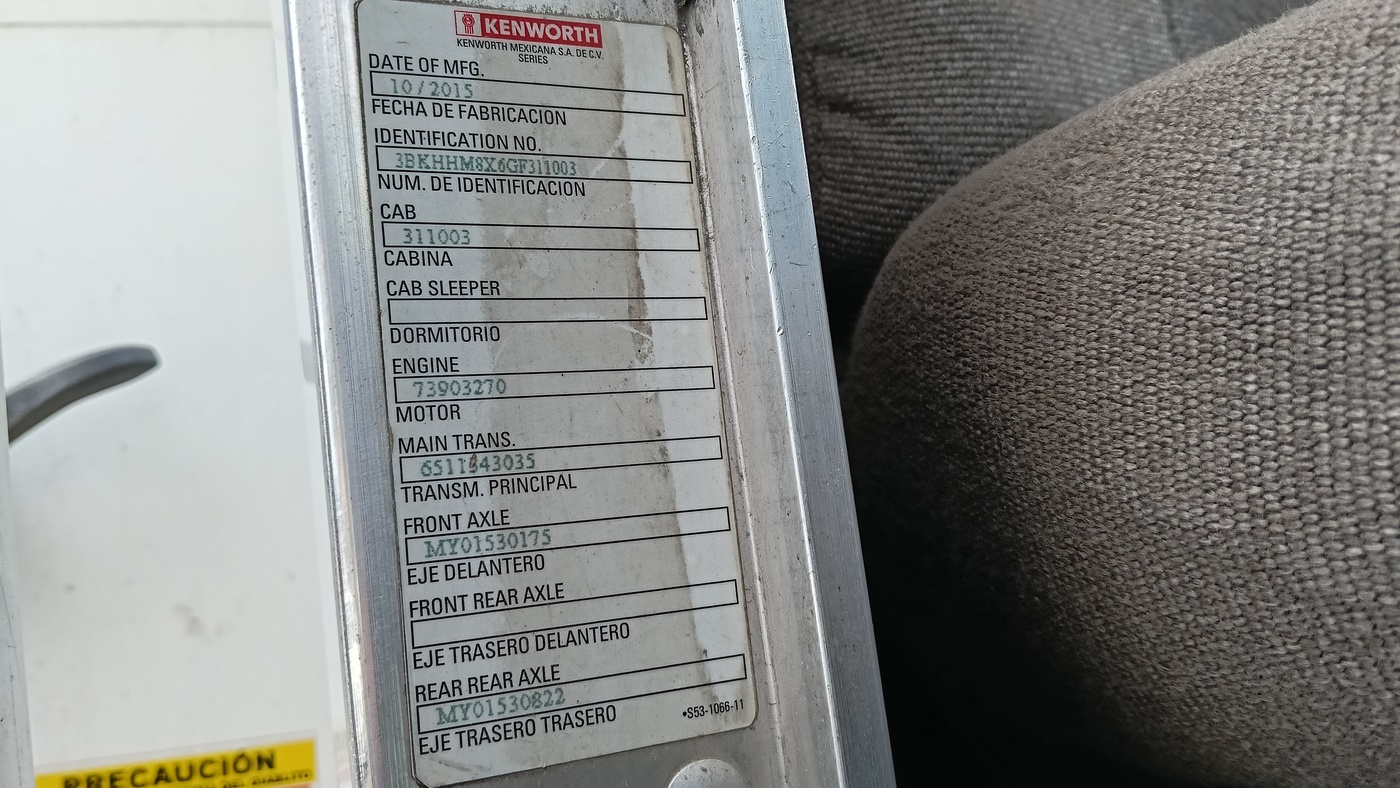 KENWORTH
KENWORTH MEXICANA S.A. DE C.V.
SERIES
DATE OF MFG.
10/2015
FECHA DE FABRICACION
IDENTIFICATION NO.
3BKHHM8X6GF311003
NUM. DE IDENTIFICACION
CAB
311003
CABINA
CAB SLEEPER
DORMITORIO
ENGINE
73903270
MOTOR
MAIN TRANS.
6511343035
TRANSM. PRINCIPAL
FRONT AXLE
MY01530175
EJE DELANTERO
FRONT REAR AXLE
EJE TRASERO DELANTERO
REAR REAR AXLE
MY01530822
EJE TRASERO TRASERO
•S53-1066-11
PRECAUCIÓN